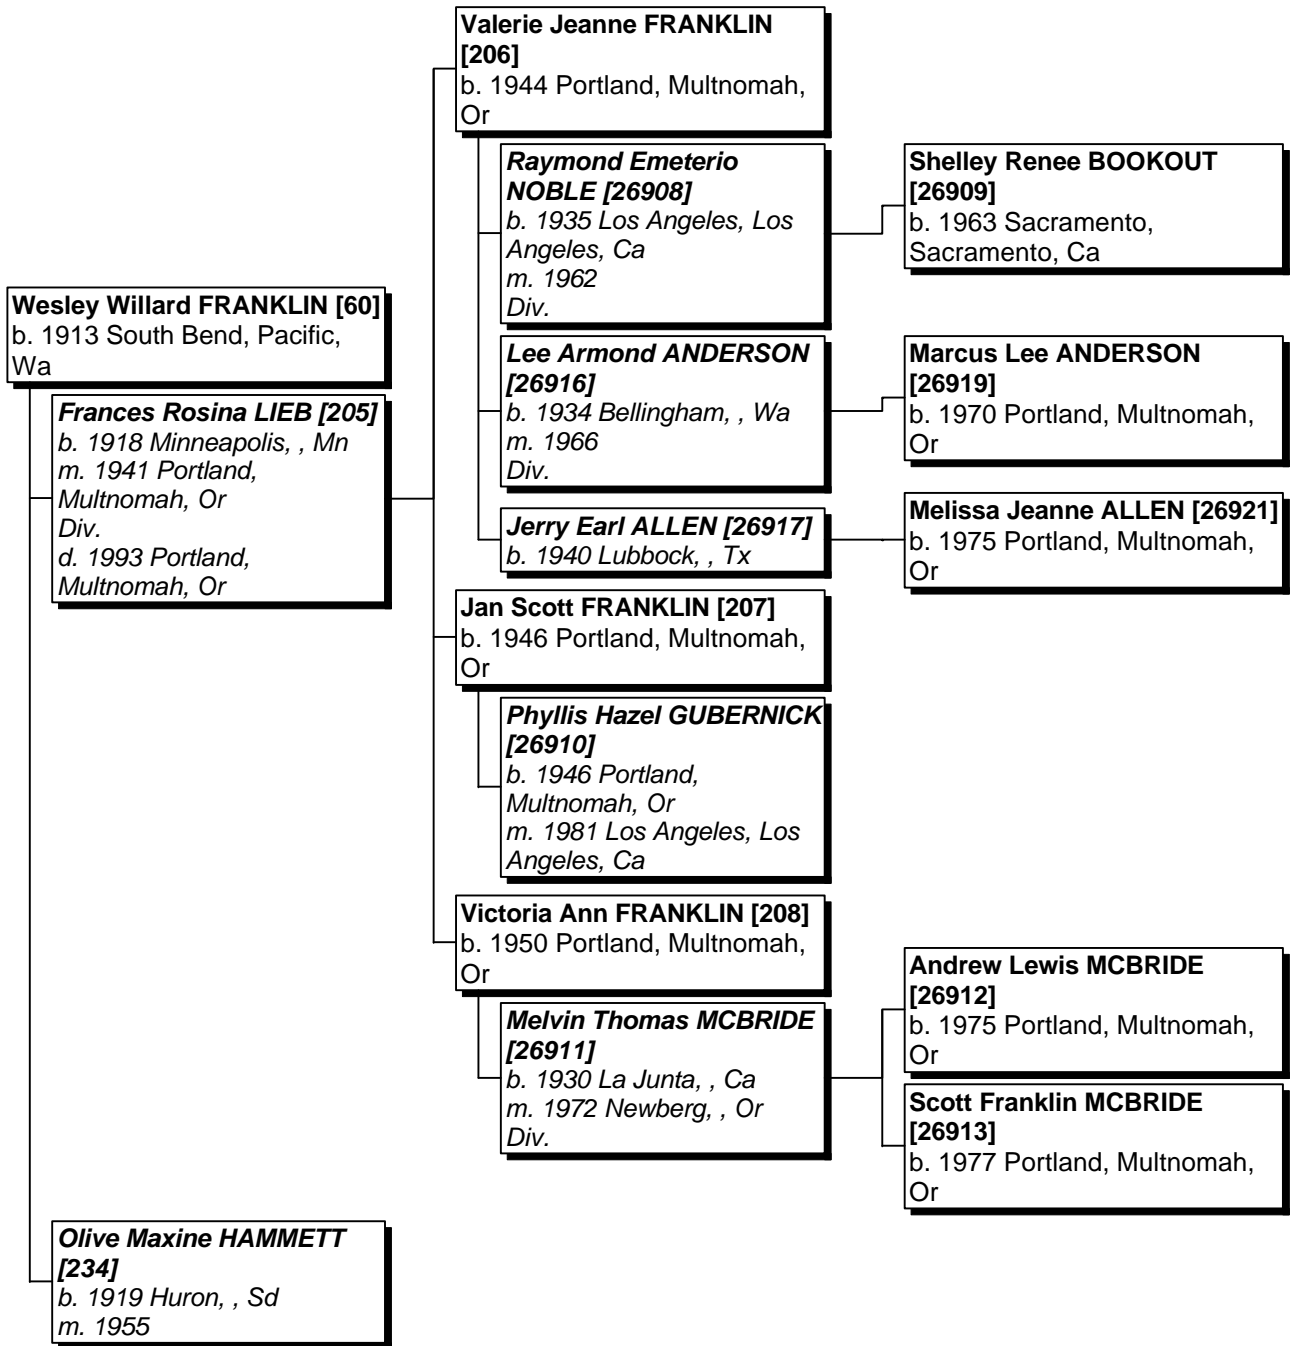 Valerie Jeanne FRANKLIN
[206]
b. 1944 Portland, Multnomah,
Or
Raymond Emeterio
NOBLE [26908]
b. 1935 Los Angeles, Los
Angeles, Ca
m. 1962
Div.
Shelley Renee BOOKOUT
[26909]
b. 1963 Sacramento,
Sacramento, Ca
Wesley Willard FRANKLIN [60]
b. 1913 South Bend, Pacific,
Wa
Lee Armond ANDERSON
[26916]
b. 1934 Bellingham, , Wa
m. 1966
Div.
Marcus Lee ANDERSON
[26919]
b. 1970 Portland, Multnomah,
Or
Frances Rosina LIEB [205]
b. 1918 Minneapolis, , Mn
m. 1941 Portland,
Multnomah, Or
Div.
d. 1993 Portland,
Multnomah, Or
Jerry Earl ALLEN [26917]
b. 1940 Lubbock, , Tx
Melissa Jeanne ALLEN [26921]
b. 1975 Portland, Multnomah,
Or
Jan Scott FRANKLIN [207]
b. 1946 Portland, Multnomah,
Or
Phyllis Hazel GUBERNICK
[26910]
b. 1946 Portland,
Multnomah, Or
m. 1981 Los Angeles, Los
Angeles, Ca
Victoria Ann FRANKLIN [208]
b. 1950 Portland, Multnomah,
Or
Melvin Thomas MCBRIDE
[26911]
b. 1930 La Junta, , Ca
m. 1972 Newberg, , Or
Div.
Andrew Lewis MCBRIDE
[26912]
b. 1975 Portland, Multnomah,
Or
Scott Franklin MCBRIDE
[26913]
b. 1977 Portland, Multnomah,
Or
Olive Maxine HAMMETT
[234]
b. 1919 Huron, , Sd
m. 1955